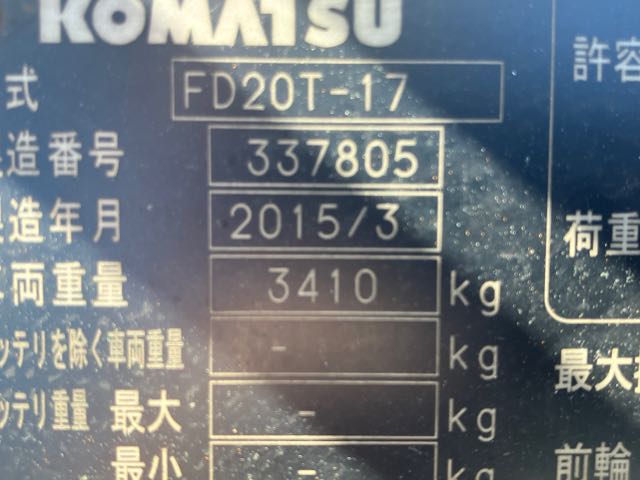 KOMATSU
式 FD20T-17
造番号 337805
造年月 2015/3
車両重量 3410 kg
ッテリを除く車両重量 - kg
ッテリ重量 最大 - kg
最小 - kg
許容
荷重
最大
前輪